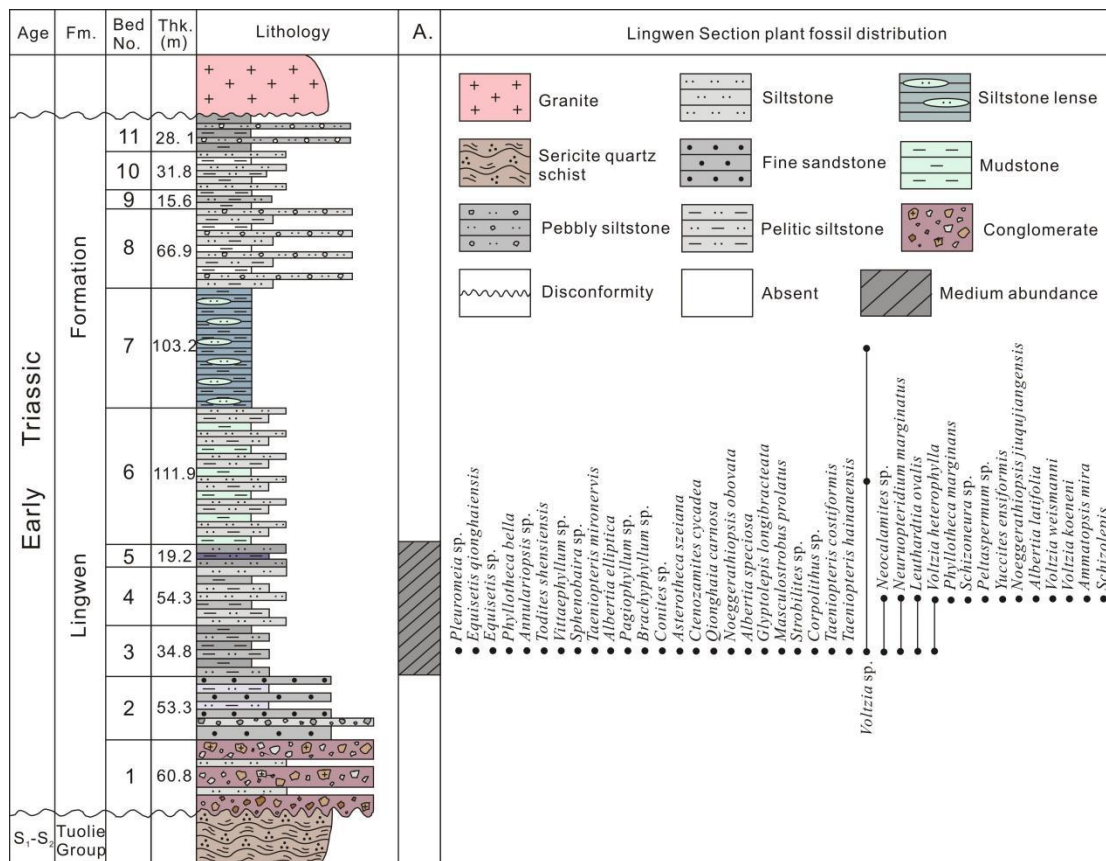 Age
Fm.
Bed No.
Thk. (m)
Lithology
A.
Lingwen Section plant fossil distribution
Granite
Siltstone
Siltstone lense
Sericite quartz schist
Fine sandstone
Mudstone
Pebbly siltstone
Pelitic siltstone
Conglomerate
Disconformity
Absent
Medium abundance
Early Triassic
Lingwen Formation
11 28. 1
10 31.8
9 15.6
8 66.9
7 103.2
6 111.9
5 19.2
4 54.3
3 34.8
2 53.3
1 60.8
S₁-S₂
Tuolie Group
Pleuromeia sp.
Equisetis qionghaiensis
Equisetis sp.
Phyllotheca bella
Annulariopsis sp.
Todites shensiensis
Vittaephyllum sp.
Sphenobaira sp.
Taeniopteris mironervis
Albertia elliptica
Pagiophyllum sp.
Brachyphyllum sp.
Conites sp.
Asterotheca szeiana
Ctenozamites cycadea
Qionghaia carnosa
Noeggerathiopsis obovata
Albertia speciosa
Glyptolepis longibracteata
Masculostrobus prolatus
Strobilites sp.
Corpolithus sp.
Taeniopteris costiformis
Taeniopteris hainanensis
Voltzia sp.
Neocalamites sp.
Neuruopteridium marginatus
Leuthardtia ovalis
Voltzia heterophylla
Phyllotheca marginans
Schizoneura sp.
Peltaspermum sp.
Yuccites ensiformis
Noeggerathiopsis jiuqujiangensis
Albertia latifolia
Voltzia weismanni
Voltzia koeneni
Ammatopsis mira
Schizolepis